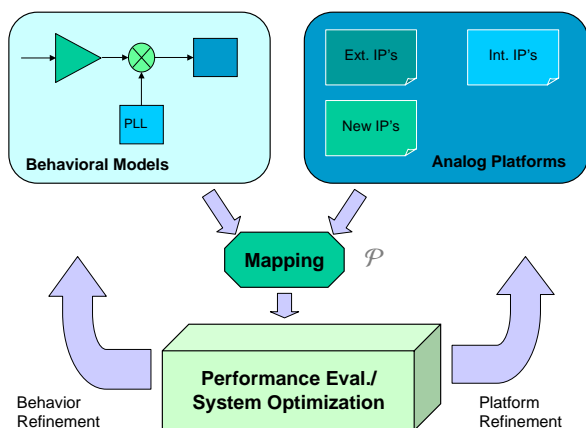 Ext. IP's
Int. IP's
PLL
New IP's
Behavioral Models
Analog Platforms
Mapping
𝒫
Performance Eval./
System Optimization
Behavior
Refinement
Platform
Refinement